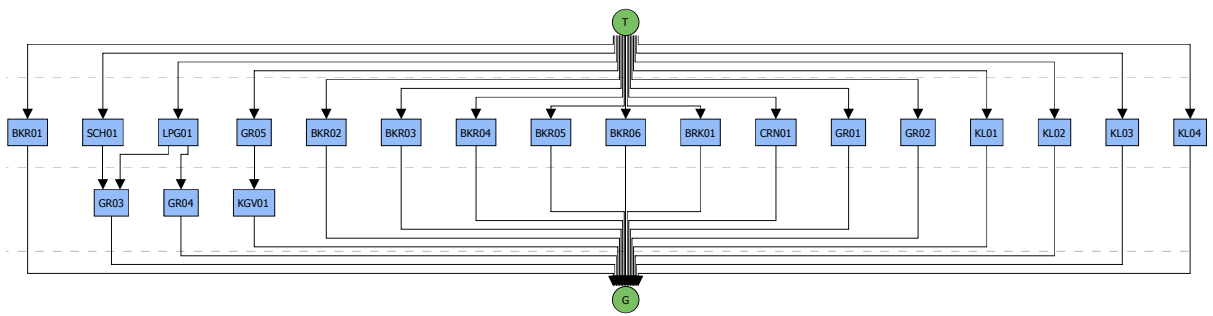 T
BKR01 SCH01 LPG01 GR05 BKR02 BKR03 BKR04 BKR05 BKR06 BRK01 CRN01 GR01 GR02 KL01 KL02 KL03 KL04
GR03 GR04 KGV01
G